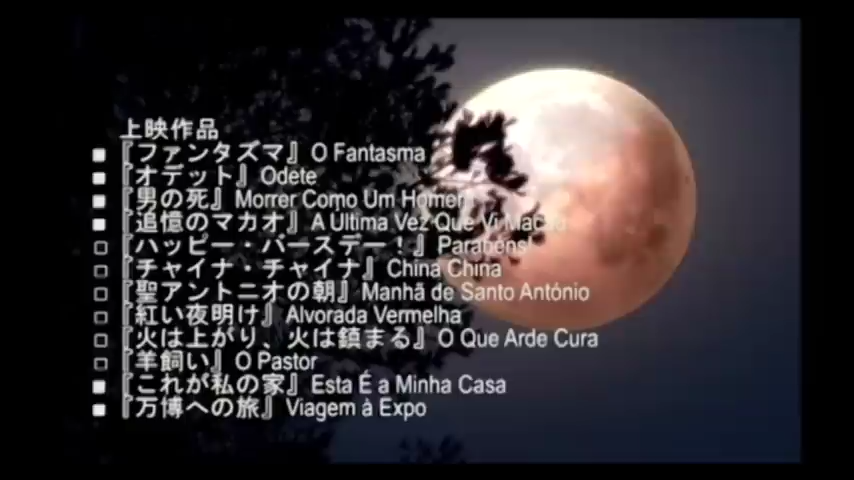 上映作品
■『ファンタズマ』O Fantasma
■『オデット』Odete
■『男の死』Morrer Como Um Homem
■『追憶のマカオ』A Ultima Vez Que Vi Macau
□『ハッピー・バースデー！』Parabéns!
□『チャイナ・チャイナ』China China
□『聖アントニオの朝』Manhã de Santo António
□『紅い夜明け』Alvorada Vermelha
□『火は上がり、火は鎮まる』O Que Arde Cura
□『羊飼い』O Pastor
■『これが私の家』Esta É a Minha Casa
■『万博への旅』Viagem à Expo